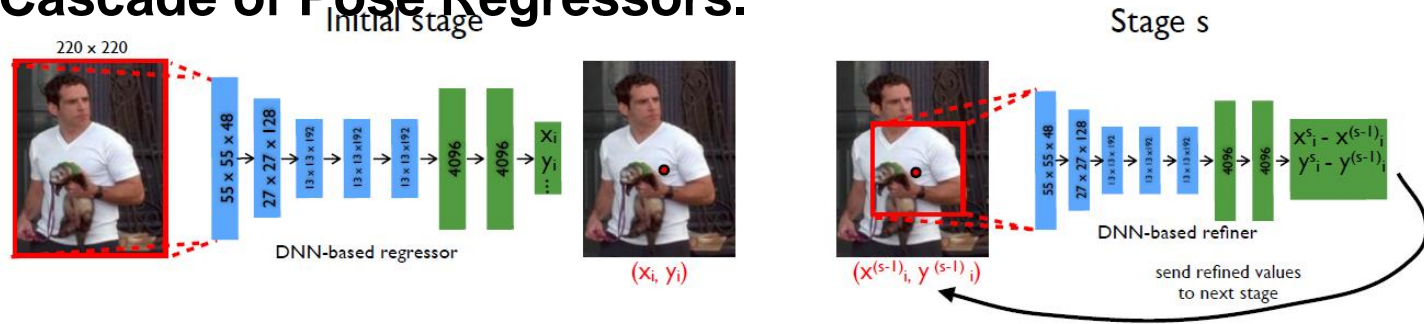 Cascade of Pose Regressors.
Initial stage
220 x 220
55 x 55 x 48
27 x 27 x 128
13 x 13 x 192
13 x 13 x 192
13 x 13 x 192
4096
4096
xᵢ
yᵢ
⋮
DNN-based regressor
(xᵢ, yᵢ)
Stage s
55 x 55 x 48
27 x 27 x 128
13 x 13 x 192
13 x 13 x 192
13 x 13 x 192
4096
4096
xˢᵢ - x⁽ˢ⁻¹⁾ᵢ
yˢᵢ - y⁽ˢ⁻¹⁾ᵢ
DNN-based refiner
(x⁽ˢ⁻¹⁾ᵢ, y⁽ˢ⁻¹⁾ᵢ)
send refined values
to next stage